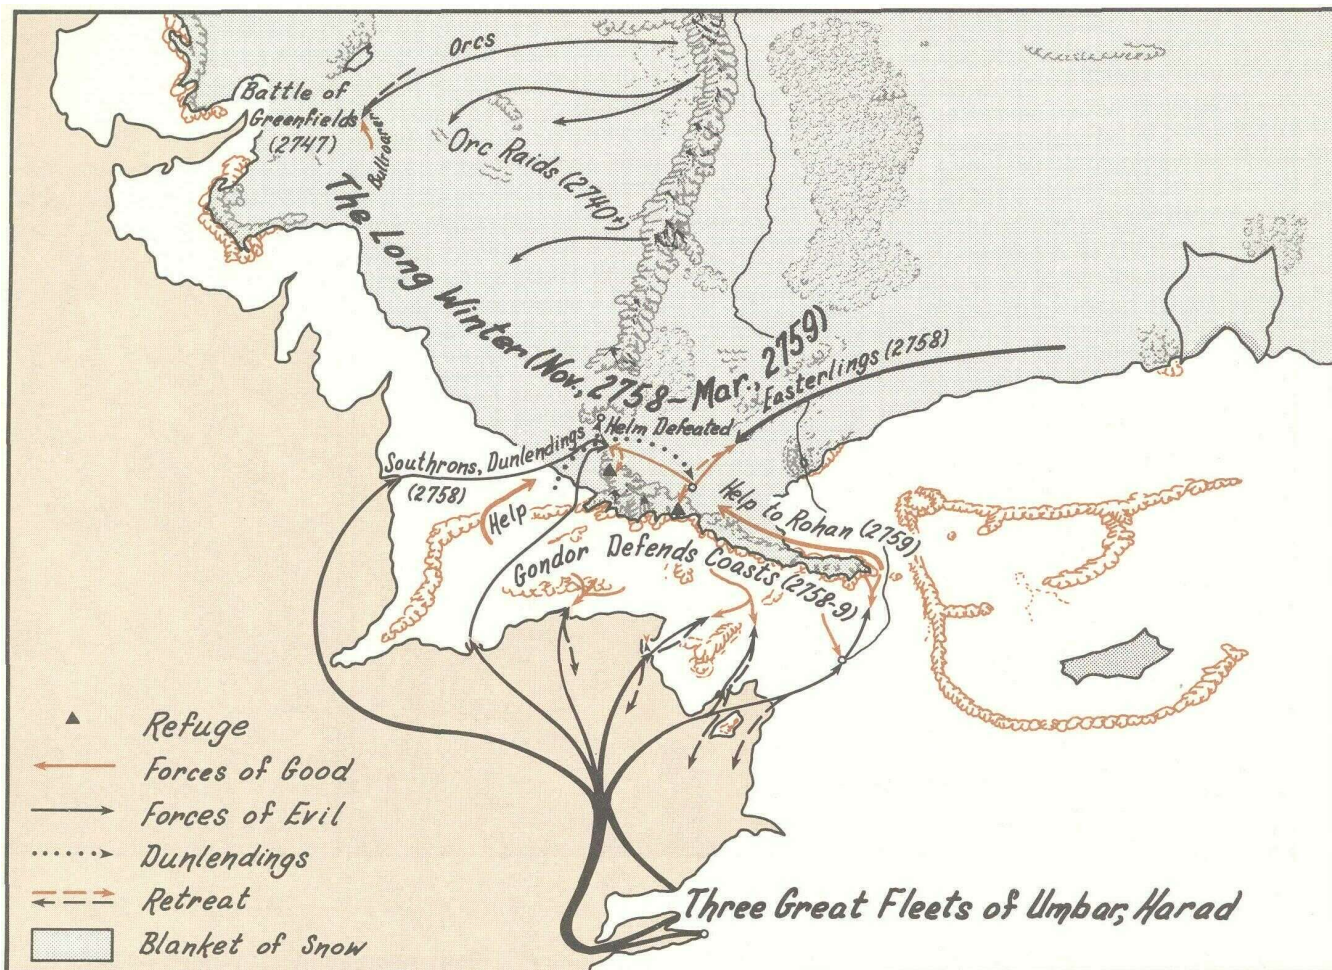 Orcs
Battle of
Greenfields
(2747)
Bullroarer
Orc Raids (2740+)
The Long Winter (Nov., 2758 ~ Mar., 2759)
Easterlings (2758)
Helm Defeated
Southrons, Dunlendings
(2758)
Help
Help to Rohan (2759)
Gondor Defends Coasts (2758-9)
Refuge
Forces of Good
Forces of Evil
Dunlendings
Retreat
Blanket of Snow
Three Great Fleets of Umbar, Harad